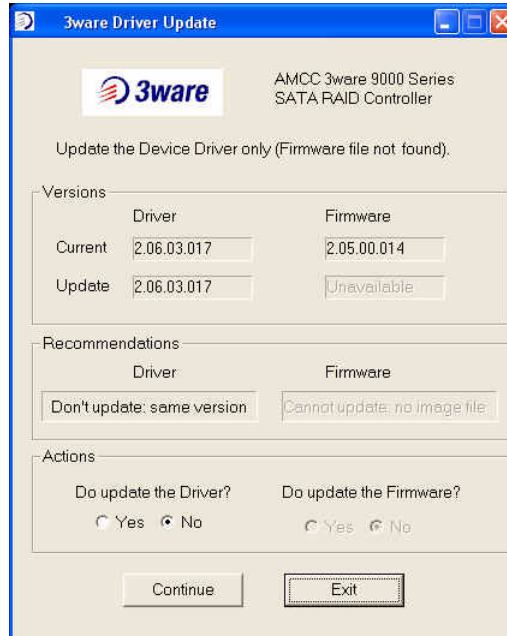 3ware Driver Update
3ware
AMCC 3ware 9000 Series
SATA RAID Controller
Update the Device Driver only (Firmware file not found).
Versions
Driver Firmware
Current 2.06.03.017 2.05.00.014
Update 2.06.03.017 Unavailable
Recommendations
Driver Firmware
Don't update: same version Cannot update: no image file
Actions
Do update the Driver? Do update the Firmware?
Yes No Yes No
Continue Exit